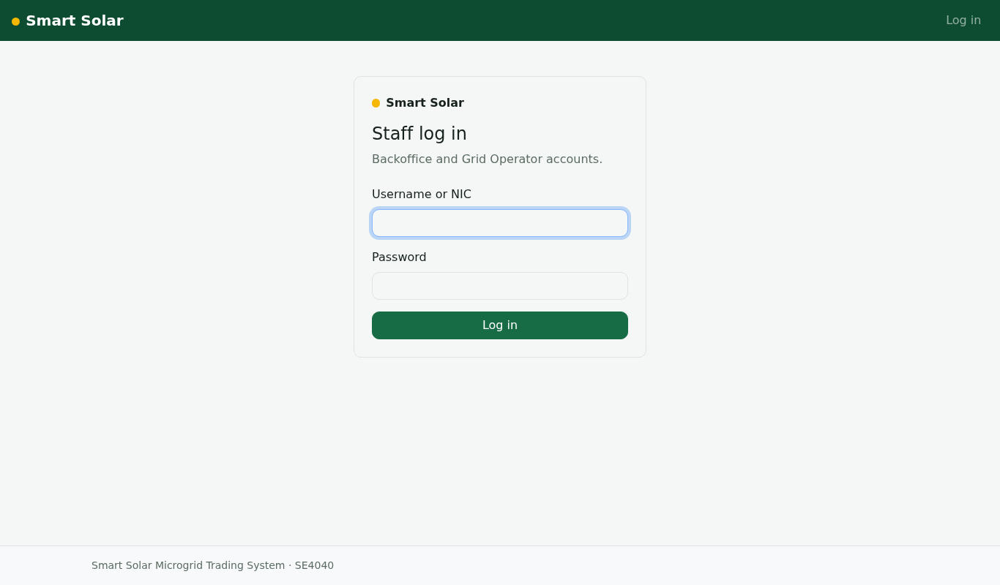 Smart Solar
Log in
Smart Solar
Staff log in
Backoffice and Grid Operator accounts.
Username or NIC
Password
Log in
Smart Solar Microgrid Trading System · SE4040